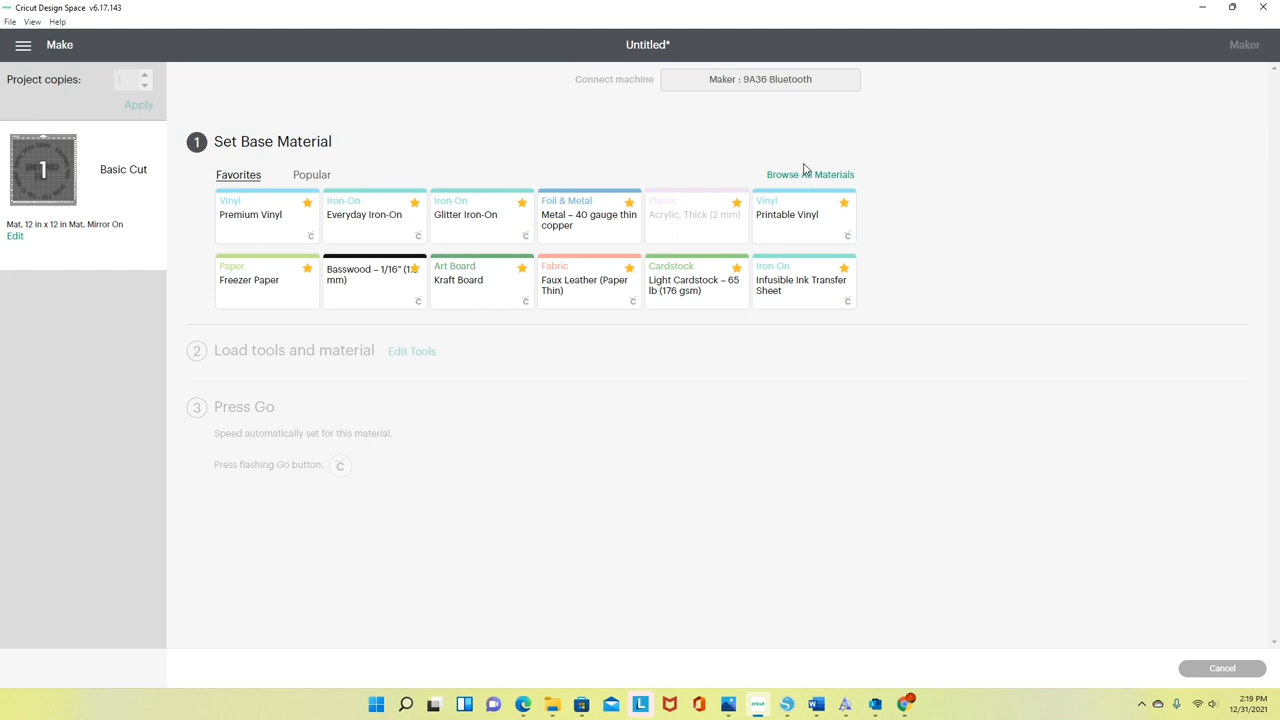 Cricut Design Space v6.17.143
File View Help
Make
Untitled*
Maker
Project copies:
1
Apply
Connect machine
Maker : 9A36 Bluetooth
1
Basic Cut
Mat, 12 in x 12 in Mat, Mirror On
Edit
1 Set Base Material
Favorites Popular
Browse All Materials
Vinyl
Premium Vinyl
Iron-On
Everyday Iron-On
Iron-On
Glitter Iron-On
Foil & Metal
Metal – 40 gauge thin
copper
Plastic
Acrylic, Thick (2 mm)
Vinyl
Printable Vinyl
Paper
Freezer Paper
Basswood – 1/16"
mm)
Art Board
Kraft Board
Fabric
Faux Leather (Paper
Thin)
Cardstock
Light Cardstock – 65
lb (176 gsm)
Iron-On
Infusible Ink Transfer
Sheet
2 Load tools and material Edit Tools
3 Press Go
Speed automatically set for this material.
Press flashing Go button.
Cancel
2:19 PM
12/31/2021